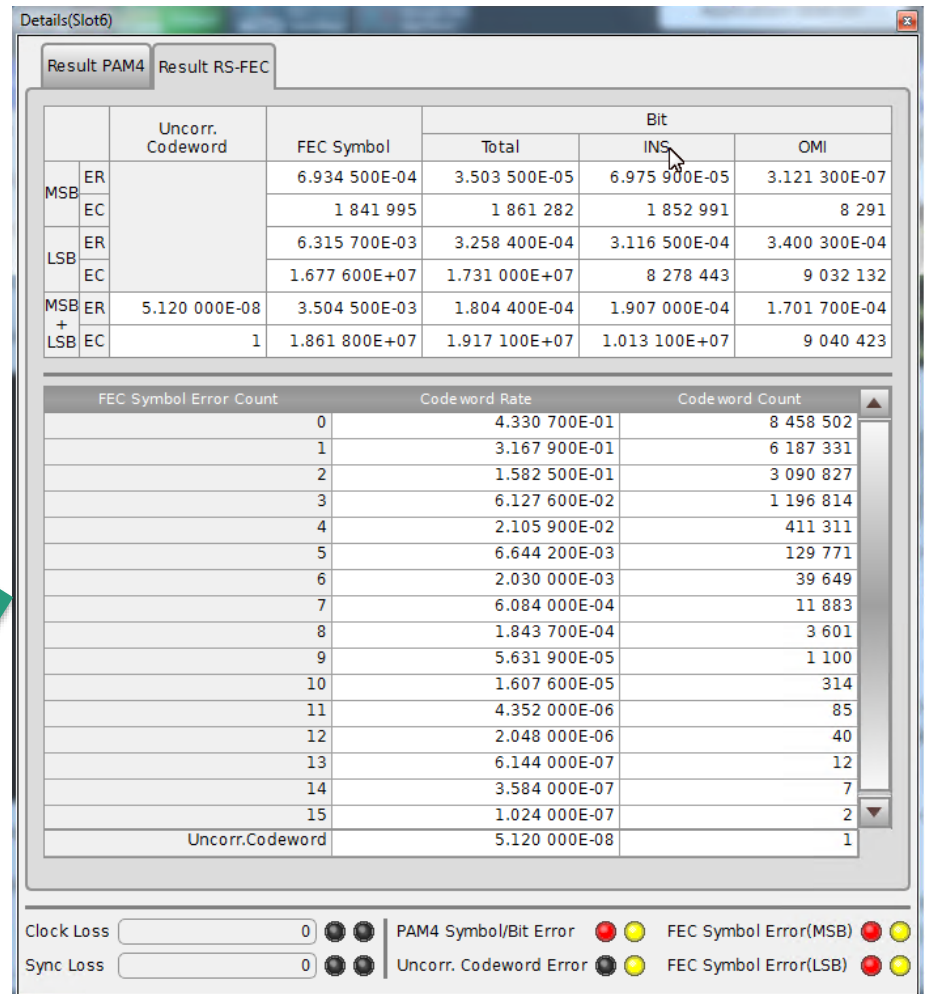 Details(Slot6)
Result PAM4 Result RS-FEC
Uncorr. Codeword FEC Symbol Bit
Total INS OMI
MSB ER 6.934 500E-04 3.503 500E-05 6.975 900E-05 3.121 300E-07
EC 1 841 995 1 861 282 1 852 991 8 291
LSB ER 6.315 700E-03 3.258 400E-04 3.116 500E-04 3.400 300E-04
EC 1.677 600E+07 1.731 000E+07 8 278 443 9 032 132
MSB + LSB ER 5.120 000E-08 3.504 500E-03 1.804 400E-04 1.907 000E-04 1.701 700E-04
EC 1 1.861 800E+07 1.917 100E+07 1.013 100E+07 9 040 423
FEC Symbol Error Count Codeword Rate Codeword Count
0 4.330 700E-01 8 458 502
1 3.167 900E-01 6 187 331
2 1.582 500E-01 3 090 827
3 6.127 600E-02 1 196 814
4 2.105 900E-02 411 311
5 6.644 200E-03 129 771
6 2.030 000E-03 39 649
7 6.084 000E-04 11 883
8 1.843 700E-04 3 601
9 5.631 900E-05 1 100
10 1.607 600E-05 314
11 4.352 000E-06 85
12 2.048 000E-06 40
13 6.144 000E-07 12
14 3.584 000E-07 7
15 1.024 000E-07 2
Uncorr.Codeword 5.120 000E-08 1
Clock Loss 0 PAM4 Symbol/Bit Error FEC Symbol Error(MSB)
Sync Loss 0 Uncorr. Codeword Error FEC Symbol Error(LSB)